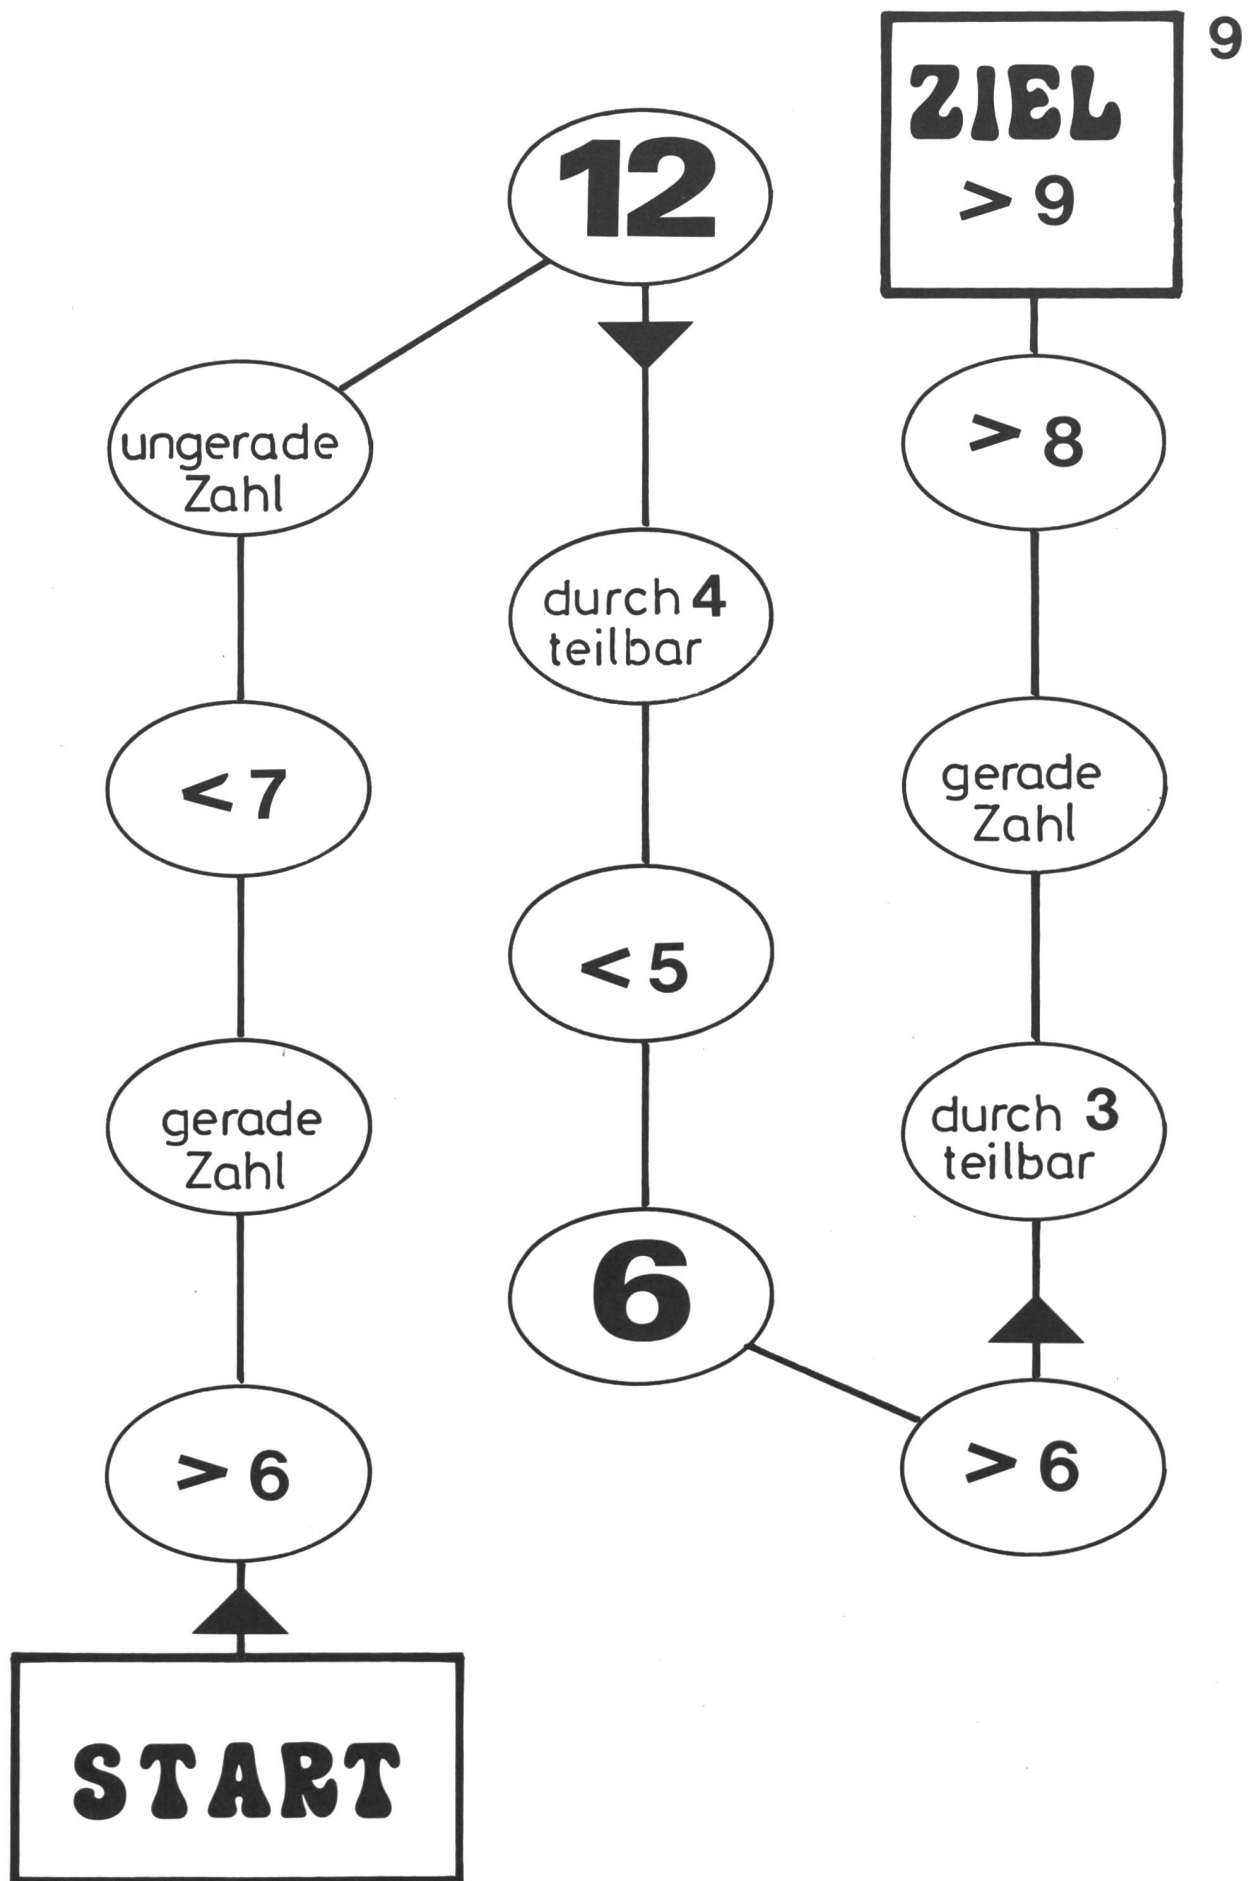 9
ZIEL
> 9
12
ungerade
Zahl
> 8
durch 4
teilbar
< 7
gerade
Zahl
< 5
gerade
Zahl
durch 3
teilbar
6
> 6
> 6
START